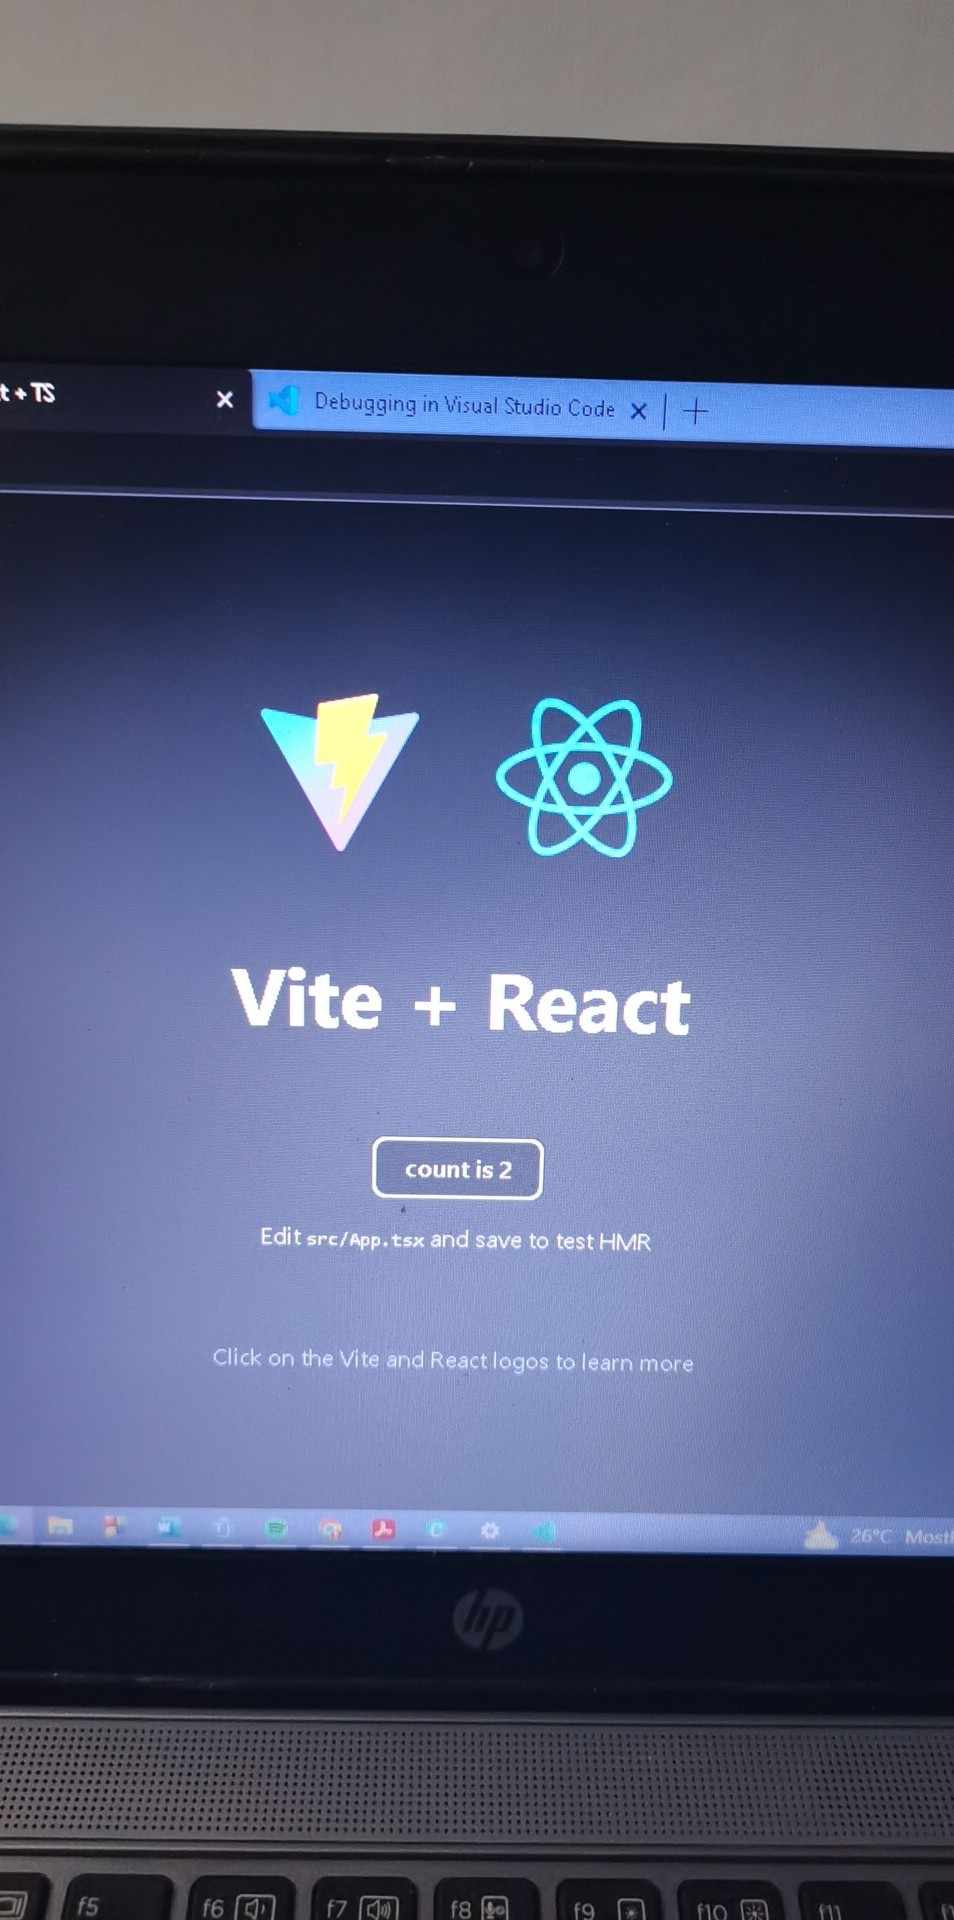 t + TS
Debugging in Visual Studio Code
Vite + React
count is 2
Edit src/App.tsx and save to test HMR
Click on the Vite and React logos to learn more
26°C
hp
f5 f6 f7 f8 f9 f10 f11